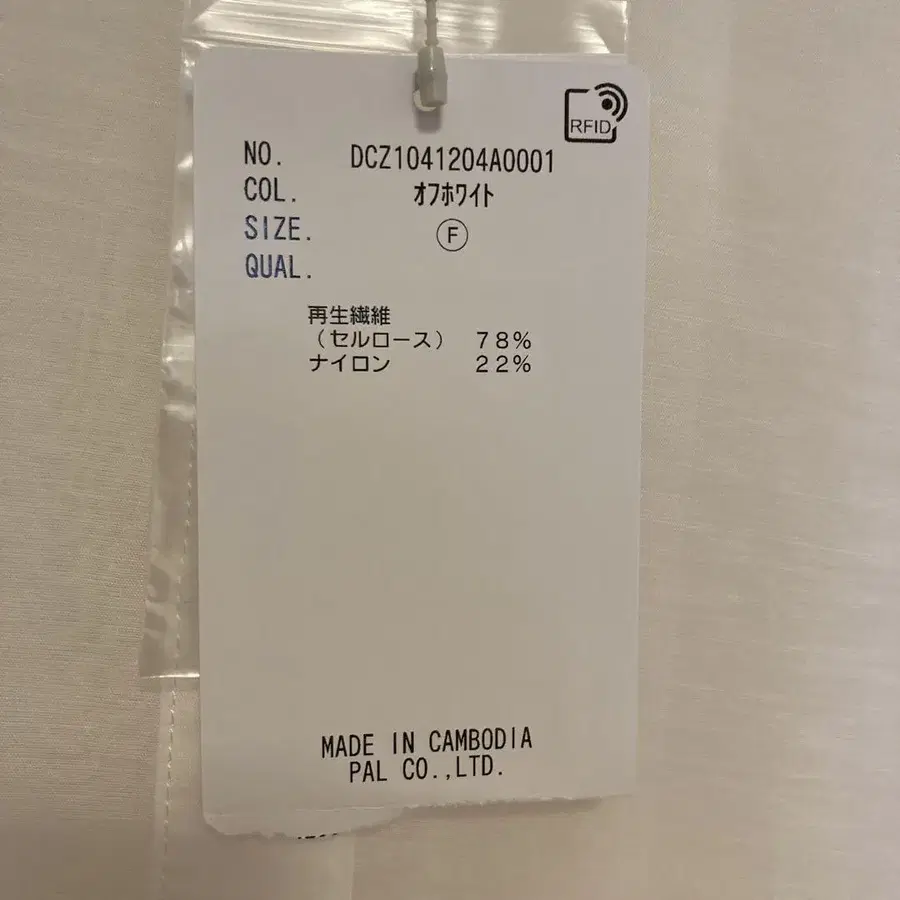 RFID
NO. DCZ1041204A0001
COL. ｵﾌﾎﾜｲﾄ
SIZE. Ⓕ
QUAL.
再生繊維
（セルロース） ７８％
ナイロン ２２％
MADE IN CAMBODIA
PAL CO.,LTD.